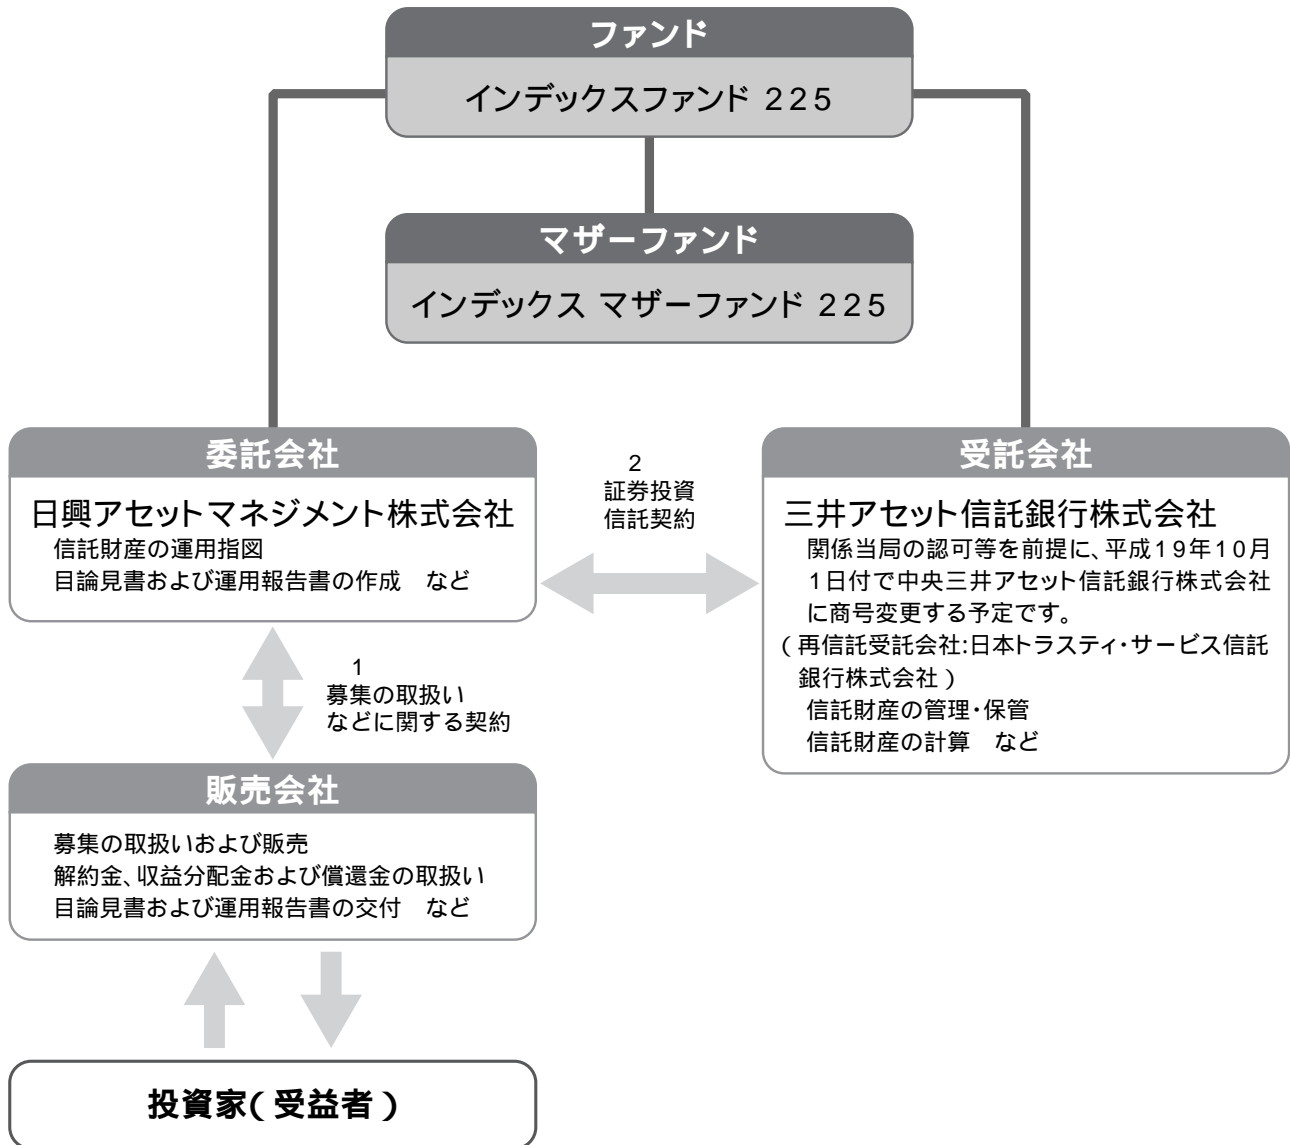 ファンド
インデックスファンド 225
マザーファンド
インデックス マザーファンド 225
委託会社
日興アセットマネジメント株式会社
信託財産の運用指図
目論見書および運用報告書の作成　など
2
証券投資
信託契約
受託会社
三井アセット信託銀行株式会社
関係当局の認可等を前提に、平成19年10月
1日付で中央三井アセット信託銀行株式会社
に商号変更する予定です。
(再信託受託会社:日本トラスティ・サービス信託
銀行株式会社)
信託財産の管理・保管
信託財産の計算　など
1
募集の取扱い
などに関する契約
販売会社
募集の取扱いおよび販売
解約金、収益分配金および償還金の取扱い
目論見書および運用報告書の交付　など
投資家(受益者)